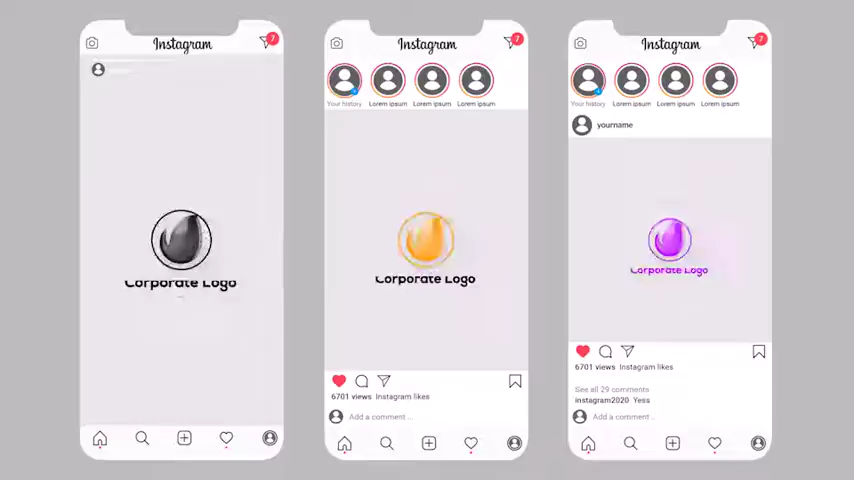 Instagram
7
Corporate Logo
Instagram
7
Your history
Lorem ipsum
Lorem ipsum
Lorem ipsum
Corporate Logo
6701 views Instagram likes
Add a comment ..
Instagram
7
Your history
Lorem ipsum
Lorem ipsum
Lorem ipsum
yourname
Corporate Logo
6701 views Instagram likes
See all 29 comments
instagram2020 Yess
Add a comment ..